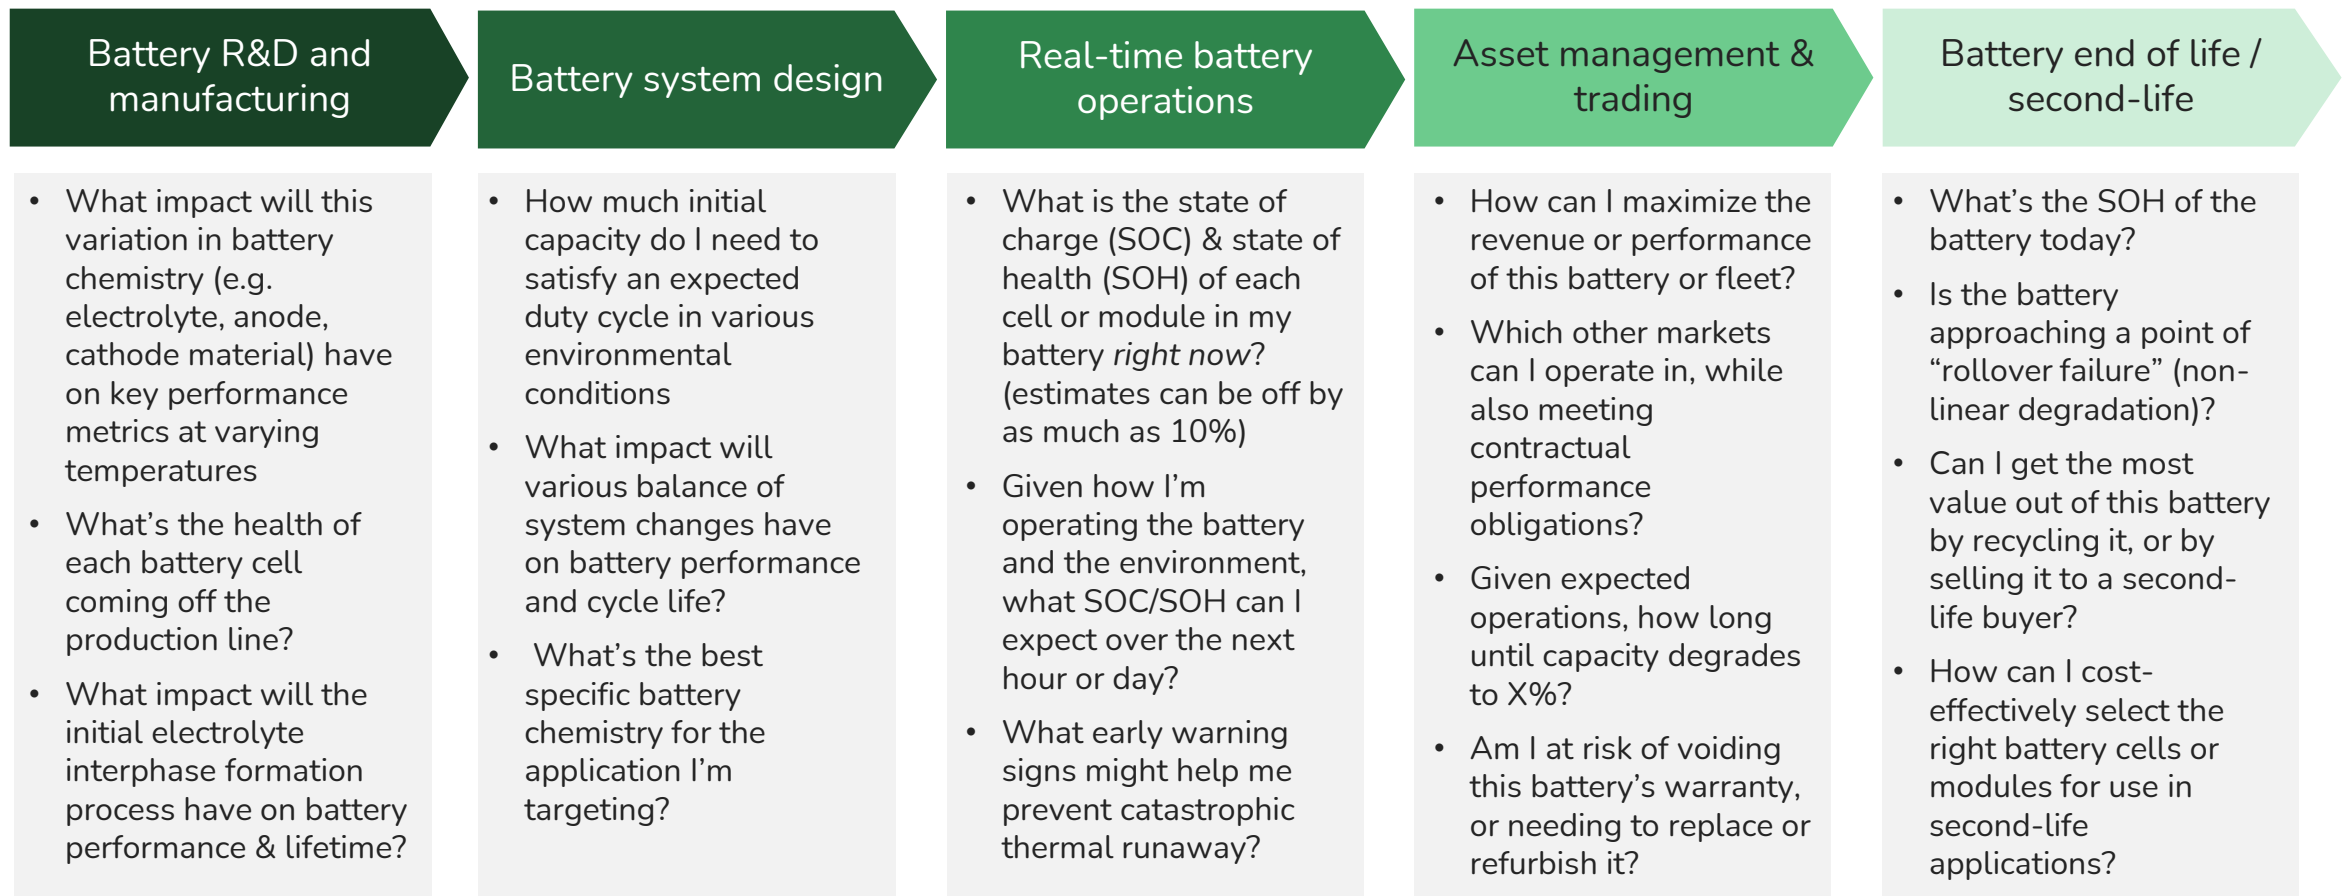 Battery R&D and
manufacturing
Battery system design
Real-time battery
operations
Asset management &
trading
Battery end of life /
second-life
• What impact will this
variation in battery
chemistry (e.g.
electrolyte, anode,
cathode material) have
on key performance
metrics at varying
temperatures
• What’s the health of
each battery cell
coming off the
production line?
• What impact will the
initial electrolyte
interphase formation
process have on battery
performance & lifetime?
• How much initial
capacity do I need to
satisfy an expected
duty cycle in various
environmental
conditions
• What impact will
various balance of
system changes have
on battery performance
and cycle life?
• What’s the best
specific battery
chemistry for the
application I’m
targeting?
• What is the state of
charge (SOC) & state of
health (SOH) of each
cell or module in my
battery right now?
(estimates can be off by
as much as 10%)
• Given how I’m
operating the battery
and the environment,
what SOC/SOH can I
expect over the next
hour or day?
• What early warning
signs might help me
prevent catastrophic
thermal runaway?
• How can I maximize the
revenue or performance
of this battery or fleet?
• Which other markets
can I operate in, while
also meeting
contractual
performance
obligations?
• Given expected
operations, how long
until capacity degrades
to X%?
• Am I at risk of voiding
this battery’s warranty,
or needing to replace or
refurbish it?
• What’s the SOH of the
battery today?
• Is the battery
approaching a point of
“rollover failure” (non-
linear degradation)?
• Can I get the most
value out of this battery
by recycling it, or by
selling it to a second-
life buyer?
• How can I cost-
effectively select the
right battery cells or
modules for use in
second-life
applications?